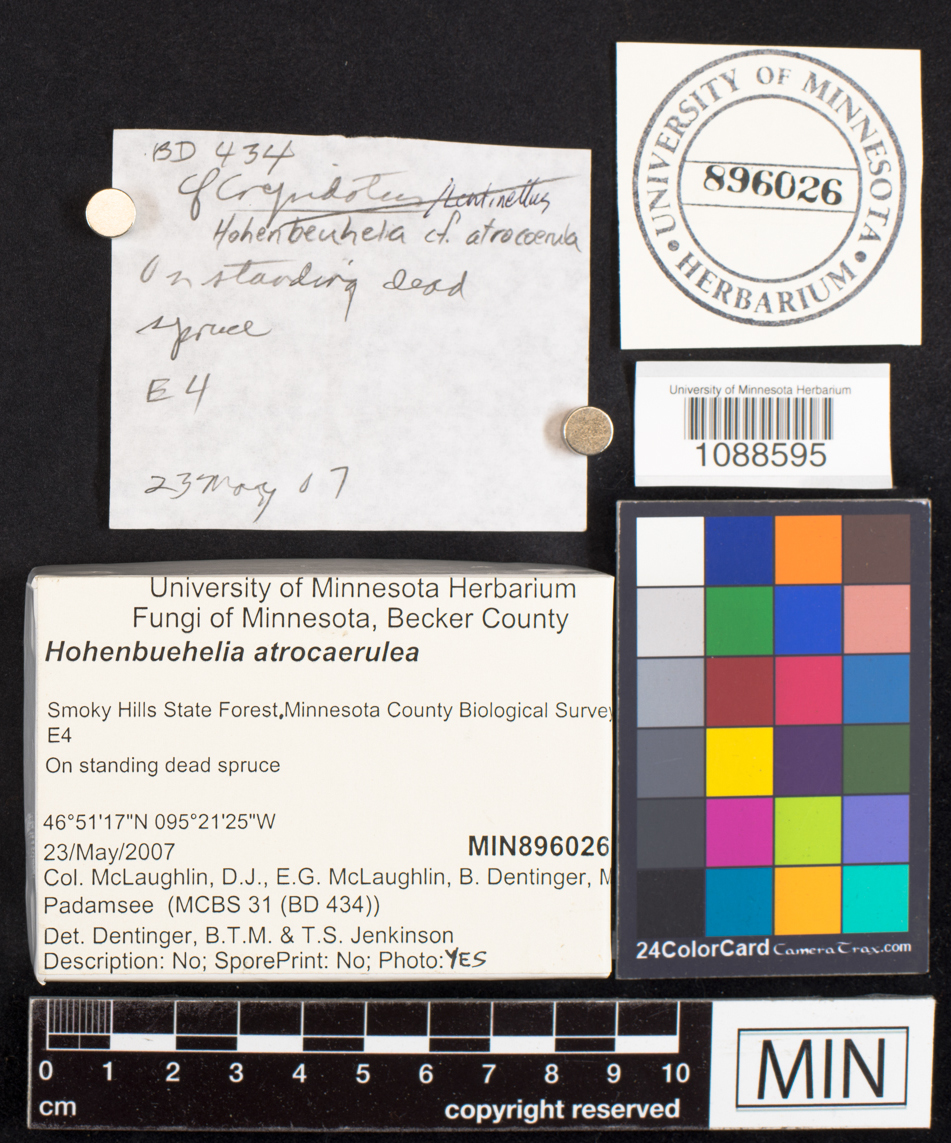 BD 434
cf Crepidotus/Lentinellus
Hohenbeuhelia cf. atrocoerula
On standing dead
spruce
E4
23 May 07
UNIVERSITY OF MINNESOTA
896026
HERBARIUM
University of Minnesota Herbarium
1088595
University of Minnesota Herbarium
Fungi of Minnesota, Becker County
Hohenbuehelia atrocaerulea
Smoky Hills State Forest,Minnesota County Biological Survey
E4
On standing dead spruce
46°51'17"N 095°21'25"W
23/May/2007 MIN896026
Col. McLaughlin, D.J., E.G. McLaughlin, B. Dentinger, M
Padamsee (MCBS 31 (BD 434))
Det. Dentinger, B.T.M. & T.S. Jenkinson
Description: No; SporePrint: No; Photo:YES
24ColorCard CameraTrax.com
0 1 2 3 4 5 6 7 8 9 10
cm copyright reserved
MIN